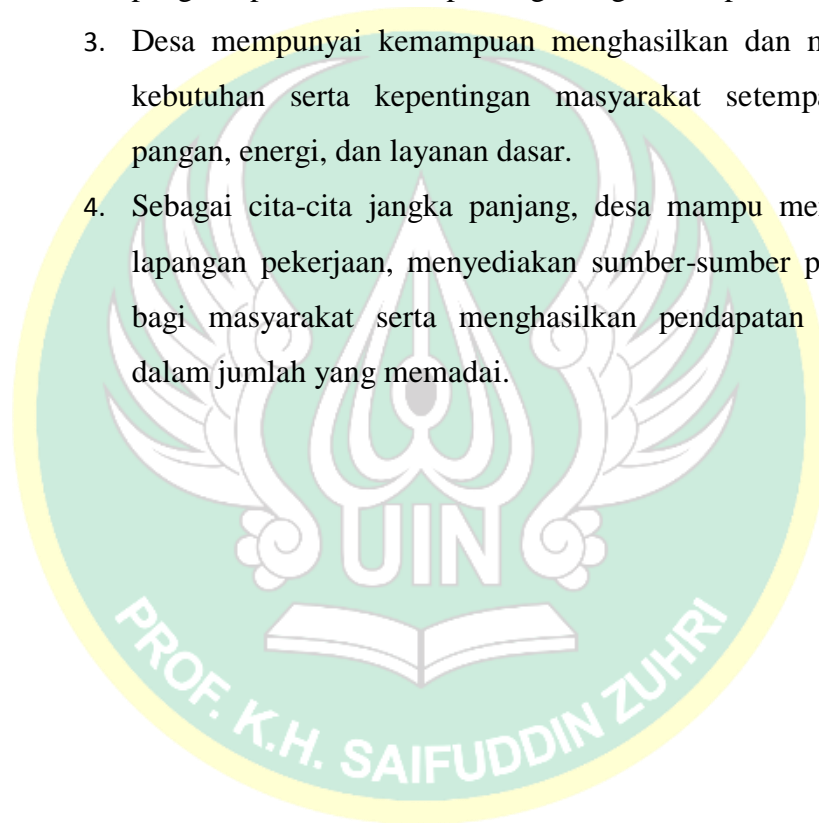 3. Desa mempunyai kemampuan menghasilkan dan
kebutuhan serta kepentingan masyarakat setempa
pangan, energi, dan layanan dasar.
4. Sebagai cita-cita jangka panjang, desa mampu
lapangan pekerjaan, menyediakan sumber-sumber
bagi masyarakat serta menghasilkan pendapatan
dalam jumlah yang memadai.
UIN
PROF. K.H. SAIFUDDIN ZUHRI